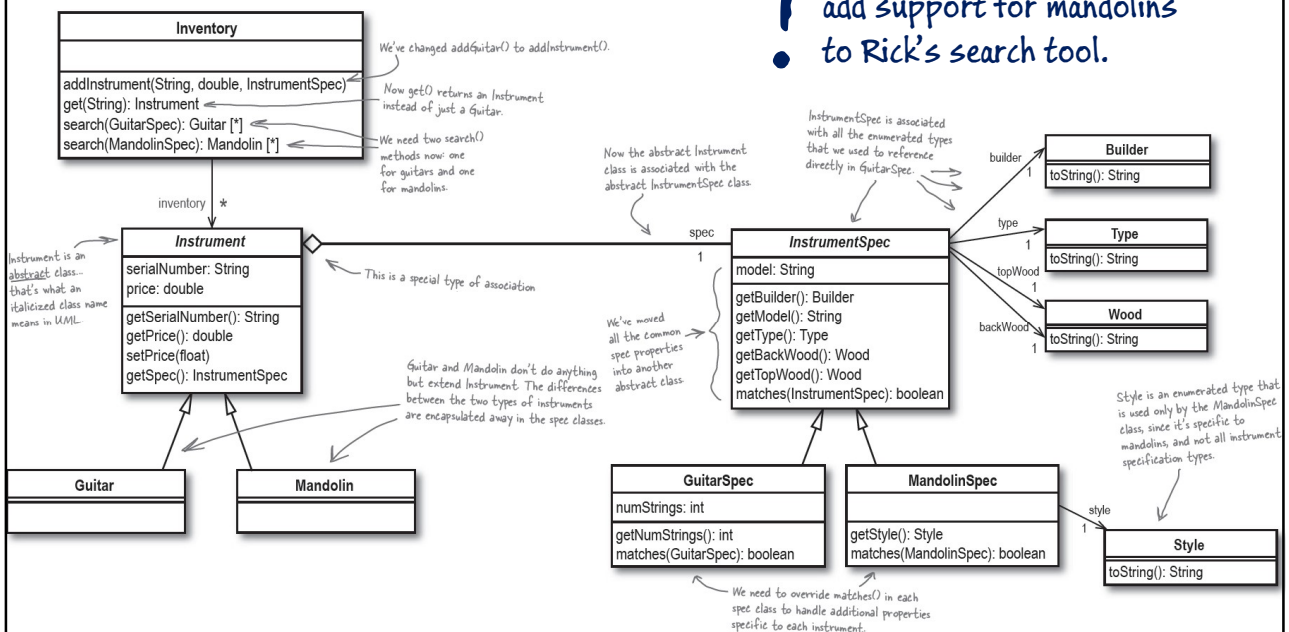 add support for mandolins
to Rick's search tool.
Inventory
addInstrument(String, double, InstrumentSpec)
get(String): Instrument
search(GuitarSpec): Guitar [*]
search(MandolinSpec): Mandolin [*]
We've changed addGuitar() to addInstrument().
Now get() returns an Instrument
instead of just a Guitar.
We need two search()
methods now: one
for guitars and one
for mandolins.
inventory
*
Instrument is an
abstract class...
that's what an
italicized class name
means in UML.
Instrument
serialNumber: String
price: double
getSerialNumber(): String
getPrice(): double
setPrice(float)
getSpec(): InstrumentSpec
This is a special type of association
Now the abstract Instrument
class is associated with the
abstract InstrumentSpec class.
spec
1
InstrumentSpec is associated
with all the enumerated types
that we used to reference
directly in GuitarSpec.
InstrumentSpec
model: String
getBuilder(): Builder
getModel(): String
getType(): Type
getBackWood(): Wood
getTopWood(): Wood
matches(InstrumentSpec): boolean
We've moved
all the common
spec properties
into another
abstract class.
builder
1
Builder
toString(): String
type
1
Type
toString(): String
topWood
1
Wood
toString(): String
backWood
1
Guitar and Mandolin don't do anything
but extend Instrument. The differences
between the two types of instruments
are encapsulated away in the spec classes.
Guitar
Mandolin
GuitarSpec
numStrings: int
getNumStrings(): int
matches(GuitarSpec): boolean
MandolinSpec
getStyle(): Style
matches(MandolinSpec): boolean
style
1
Style
toString(): String
Style is an enumerated type that
is used only by the MandolinSpec
class, since it's specific to
mandolins, and not all instrument
specification types.
We need to override matches() in each
spec class to handle additional properties
specific to each instrument.